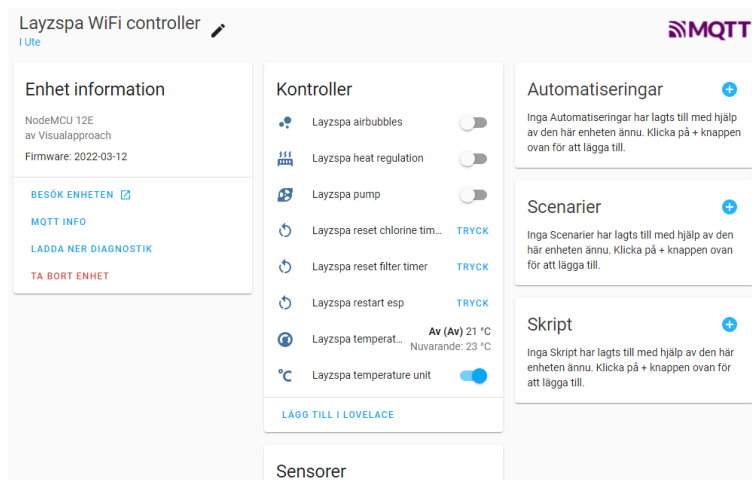 Layzspa WiFi controller
I Ute
MQTT
Enhet information
NodeMCU 12E
av Visualapproach
Firmware: 2022-03-12
BESÖK ENHETEN
MQTT INFO
LADDA NER DIAGNOSTIK
TA BORT ENHET
Kontroller
Layzspa airbubbles
Layzspa heat regulation
Layzspa pump
Layzspa reset chlorine tim... TRYCK
Layzspa reset filter timer TRYCK
Layzspa restart esp TRYCK
Layzspa temperat... Av (Av) 21 °C
Nuvarande: 23 °C
°C Layzspa temperature unit
LÄGG TILL I LOVELACE
Sensorer
Automatiseringar
Inga Automatiseringar har lagts till med hjälp
av den här enheten ännu. Klicka på + knappen
ovan för att lägga till.
Scenarier
Inga Scenarier har lagts till med hjälp av den
här enheten ännu. Klicka på + knappen ovan
för att lägga till.
Skript
Inga Skript har lagts till med hjälp av den här
enheten ännu. Klicka på + knappen ovan för
att lägga till.